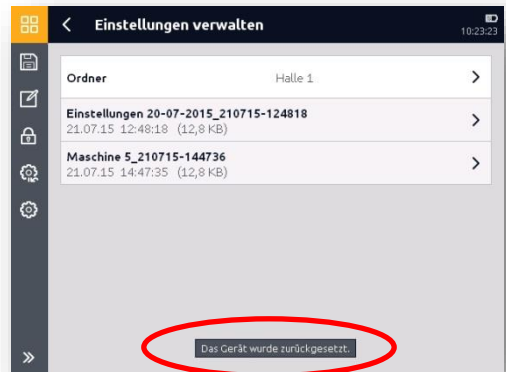 Einstellungen verwalten
10:23:23
Ordner Halle 1
Einstellungen 20-07-2015_210715-124818
21.07.15 12:48:18 (12,8 KB)
Maschine 5_210715-144736
21.07.15 14:47:35 (12,8 KB)
Das Gerät wurde zurückgesetzt.